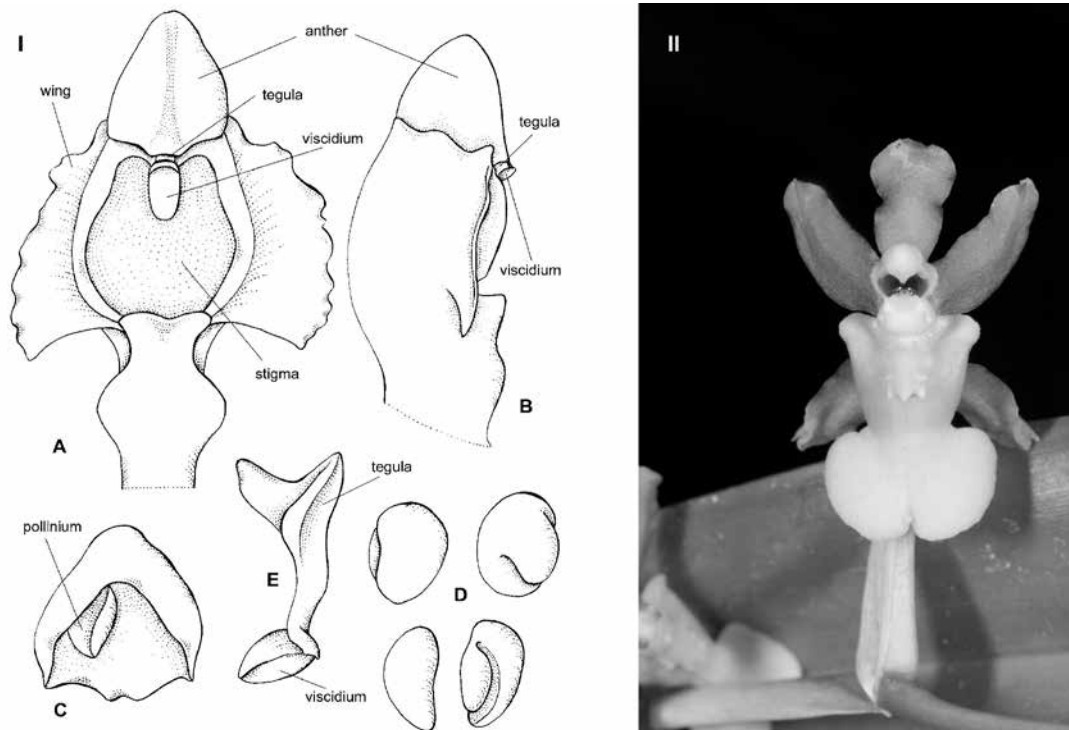 I
anther
wing
tegula
viscidium
tegula
viscidium
stigma
A
B
pollinium
C
tegula
E
D
viscidium
II